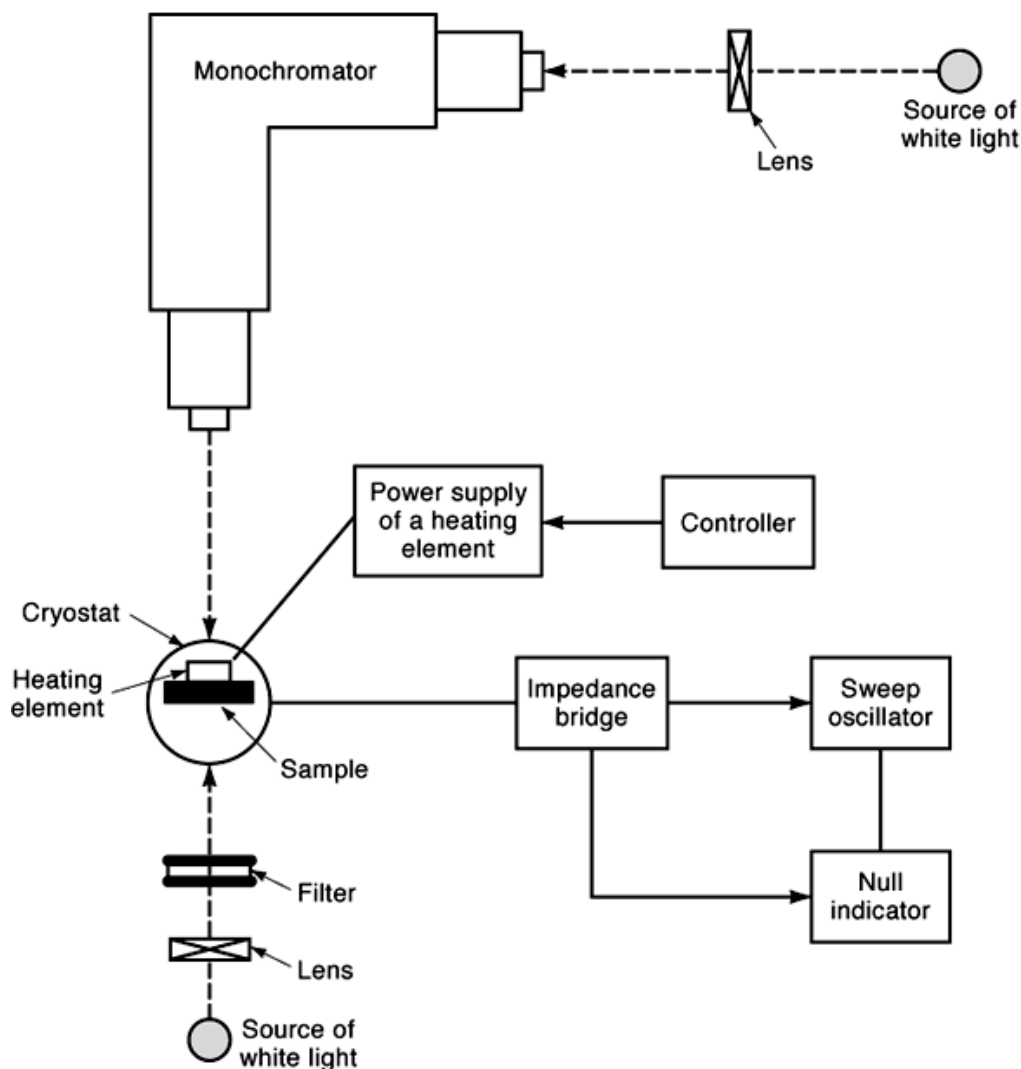 Monochromator
Source of
white light
Lens
Power supply
of a heating
element
Controller
Cryostat
Heating
element
Sample
Impedance
bridge
Sweep
oscillator
Filter
Null
indicator
Lens
Source of
white light